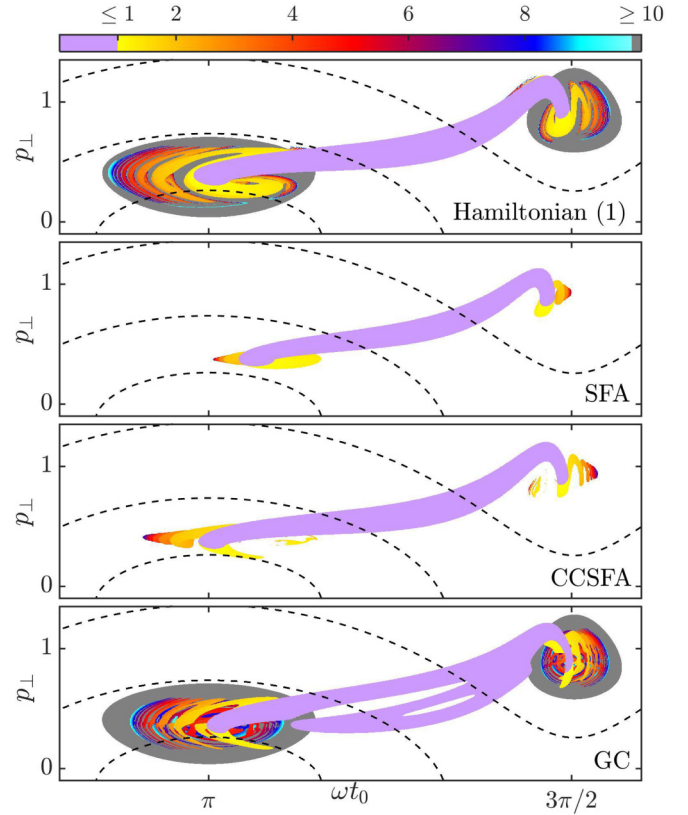 ≤ 1 2 4 6 8 ≥ 10
1
p⊥
0
Hamiltonian (1)
1
p⊥
0
SFA
1
p⊥
0
CCSFA
1
p⊥
0
GC
π ωt₀ 3π/2